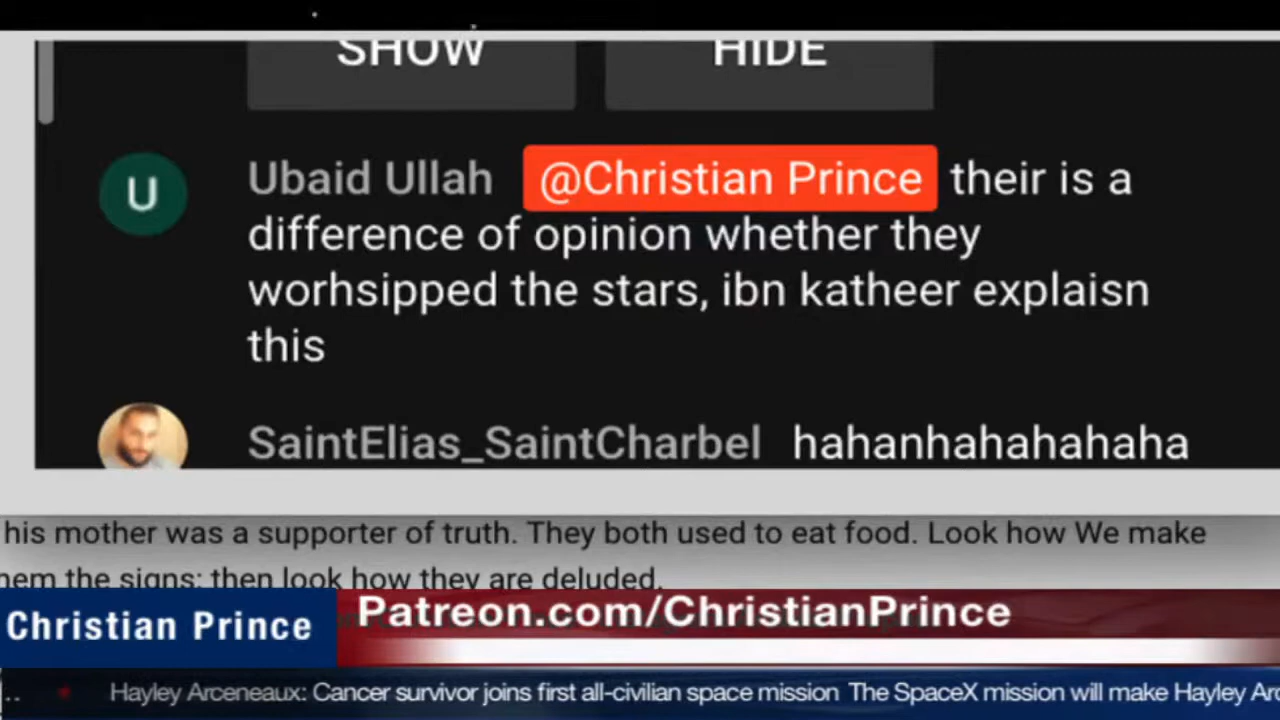 SHOW HIDE
U
Ubaid Ullah @Christian Prince their is a
difference of opinion whether they
worhsipped the stars, ibn katheer explaisn
this
SaintElias_SaintCharbel hahanhahahahaha
his mother was a supporter of truth. They both used to eat food. Look how We make
hem the signs; then look how they are deluded.
Christian Prince
Patreon.com/ChristianPrince
.. Hayley Arceneaux: Cancer survivor joins first all-civilian space mission The SpaceX mission will make Hayley Arc